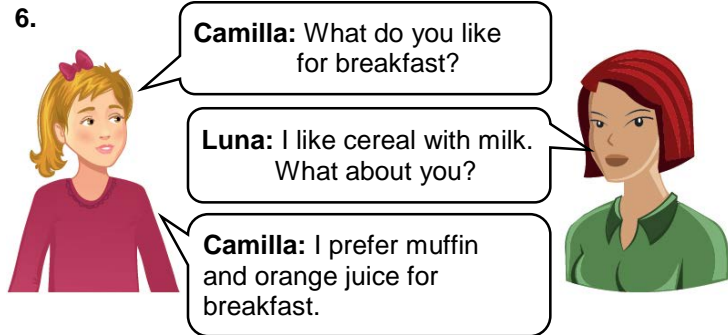 6.
Camilla: What do you like
for breakfast?
Luna: I like cereal with milk.
What about you?
Camilla: I prefer muffin
and orange juice for
breakfast.